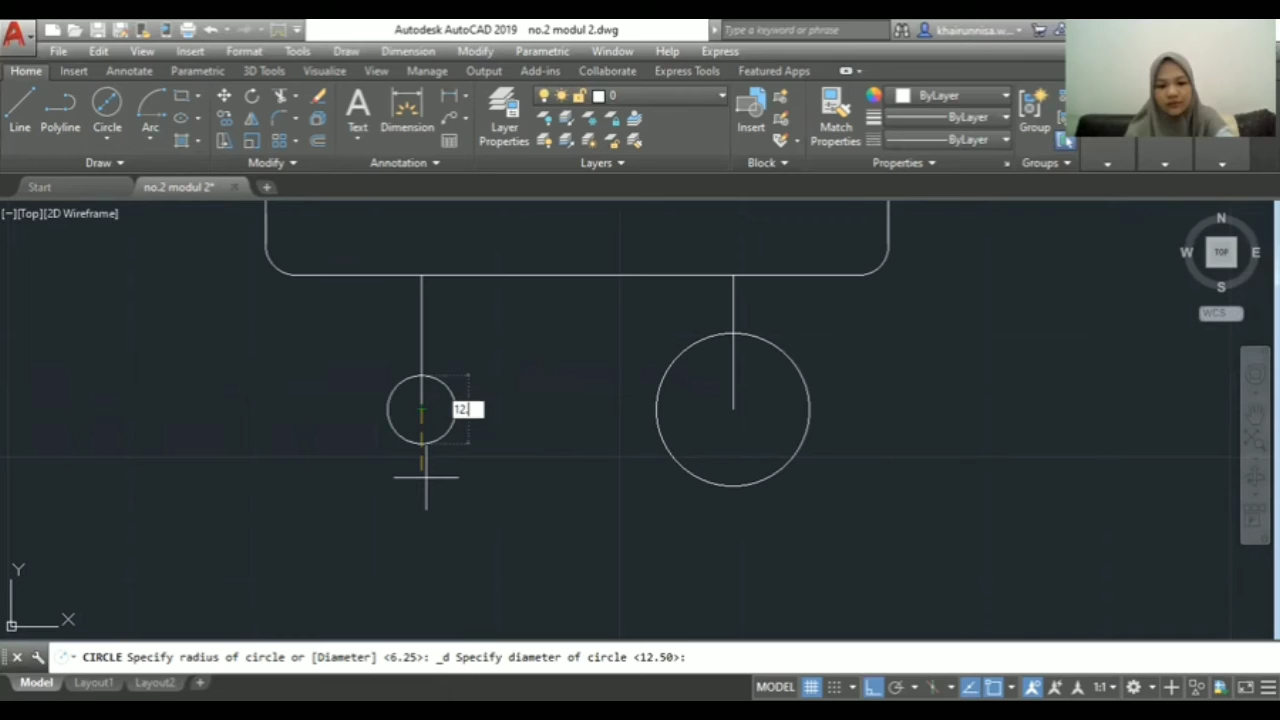 Autodesk AutoCAD 2019 no.2 modul 2.dwg
Type a keyword or phrase
khairunnisa.w...
File Edit View Insert Format Tools Draw Dimension Modify Parametric Window Help Express
Home Insert Annotate Parametric 3D Tools Visualize View Manage Output Add-ins Collaborate Express Tools Featured Apps
0
ByLayer
ByLayer
ByLayer
Line Polyline Circle Arc Text Dimension Layer Properties Insert Match Properties Group
Draw Modify Annotation Layers Block Properties Groups
Start no.2 modul 2*
[−][Top][2D Wireframe]
N
W TOP E
S
WCS
12.
Y
X
CIRCLE Specify radius of circle or [Diameter] <6.25>: _d Specify diameter of circle <12.50>:
Model Layout1 Layout2
MODEL 1:1